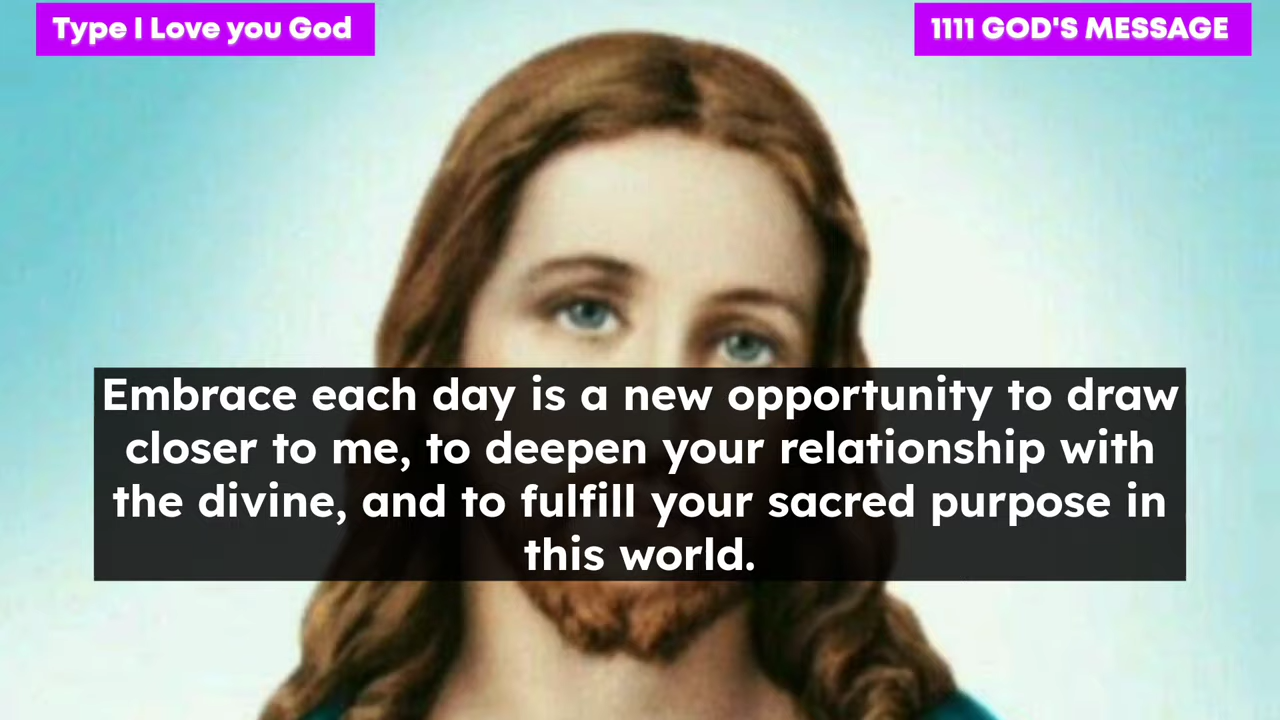 Type I Love you God
1111 GOD'S MESSAGE
Embrace each day is a new opportunity to draw
closer to me, to deepen your relationship with
the divine, and to fulfill your sacred purpose in
this world.